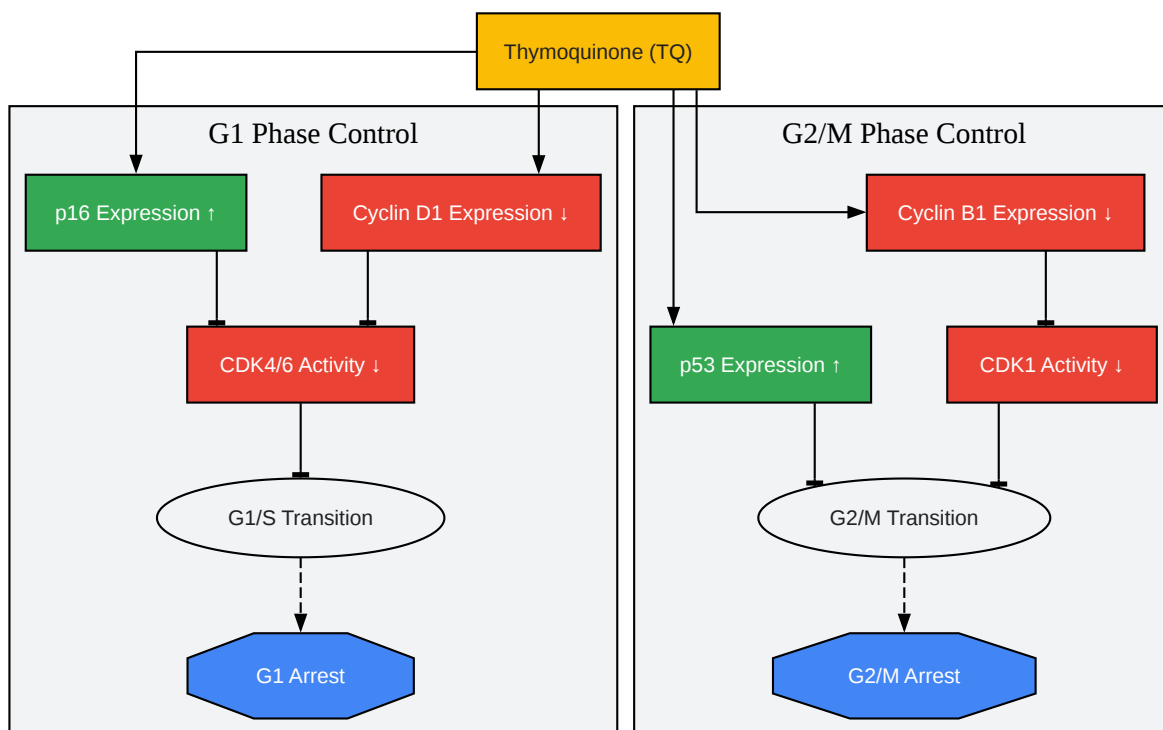 Thymoquinone (TQ)
G1 Phase Control
G2/M Phase Control
p16 Expression ↑
Cyclin D1 Expression ↓
Cyclin B1 Expression ↓
CDK4/6 Activity ↓
p53 Expression ↑
CDK1 Activity ↓
G1/S Transition
G2/M Transition
G1 Arrest
G2/M Arrest